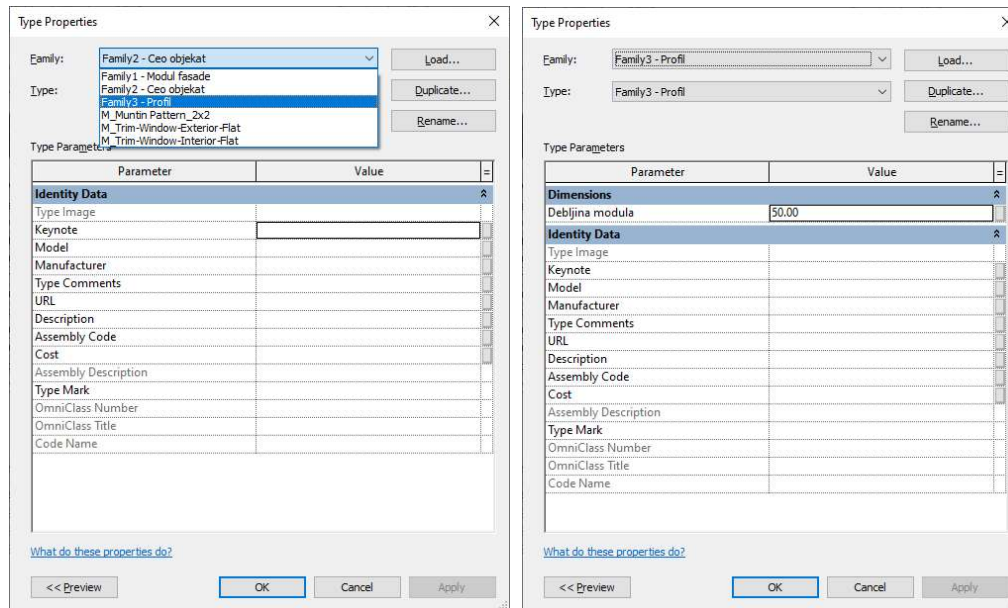 Type Properties
Family:
Family2 - Ceo objekat
Load...
Family1 - Modul fasade
Family2 - Ceo objekat
Family3 - Profil
M_Muntin Pattern_2x2
M_Trim-Window-Exterior-Flat
M_Trim-Window-Interior-Flat
Type:
Duplicate...
Rename...
Type Parameters
Parameter Value =
Identity Data
Type Image
Keynote
Model
Manufacturer
Type Comments
URL
Description
Assembly Code
Cost
Assembly Description
Type Mark
OmniClass Number
OmniClass Title
Code Name
What do these properties do?
<< Preview OK Cancel Apply
Type Properties
Family: Family3 - Profil Load...
Type: Family3 - Profil Duplicate...
Rename...
Type Parameters
Parameter Value =
Dimensions
Debljina modula 50.00
Identity Data
Type Image
Keynote
Model
Manufacturer
Type Comments
URL
Description
Assembly Code
Cost
Assembly Description
Type Mark
OmniClass Number
OmniClass Title
Code Name
What do these properties do?
<< Preview OK Cancel Apply